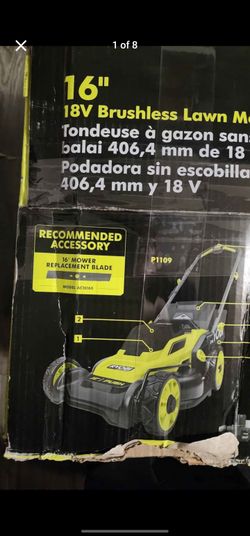 1 of 8
16"
18V Brushless Lawn M
Tondeuse à gazon san
balai 406,4 mm de 18
Podadora sin escobilla
406,4 mm y 18 V
RECOMMENDED
ACCESSORY
16" MOWER
REPLACEMENT BLADE
P1109
2
1